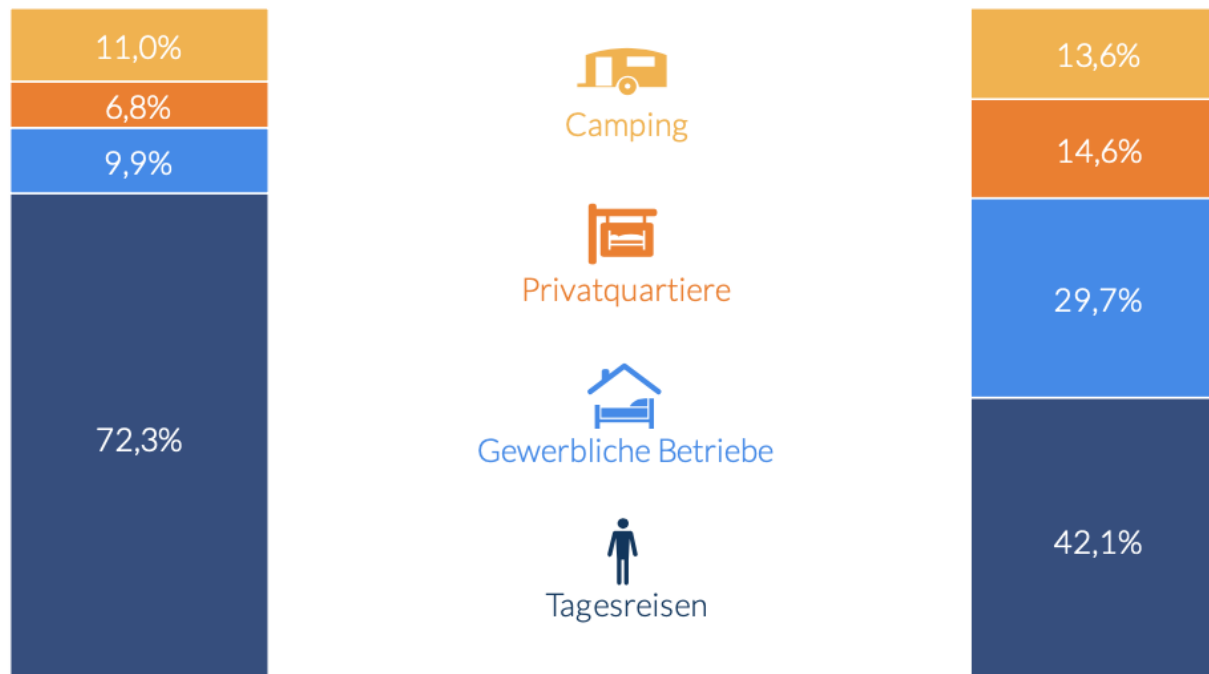 11,0%
6,8%
9,9%
72,3%
Camping
Privatquartiere
Gewerbliche Betriebe
Tagesreisen
13,6%
14,6%
29,7%
42,1%